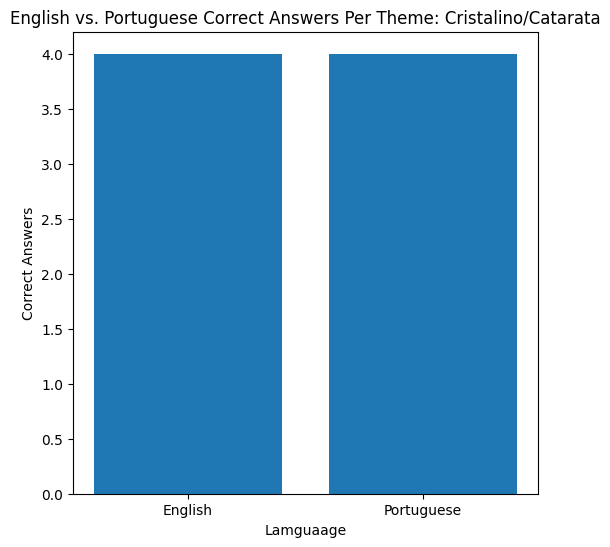 English vs. Portuguese Correct Answers Per Theme: Cristalino/Catarata
4.0
3.5
3.0
2.5
2.0
1.5
1.0
0.5
0.0
Correct Answers
English
Portuguese
Lamguaage